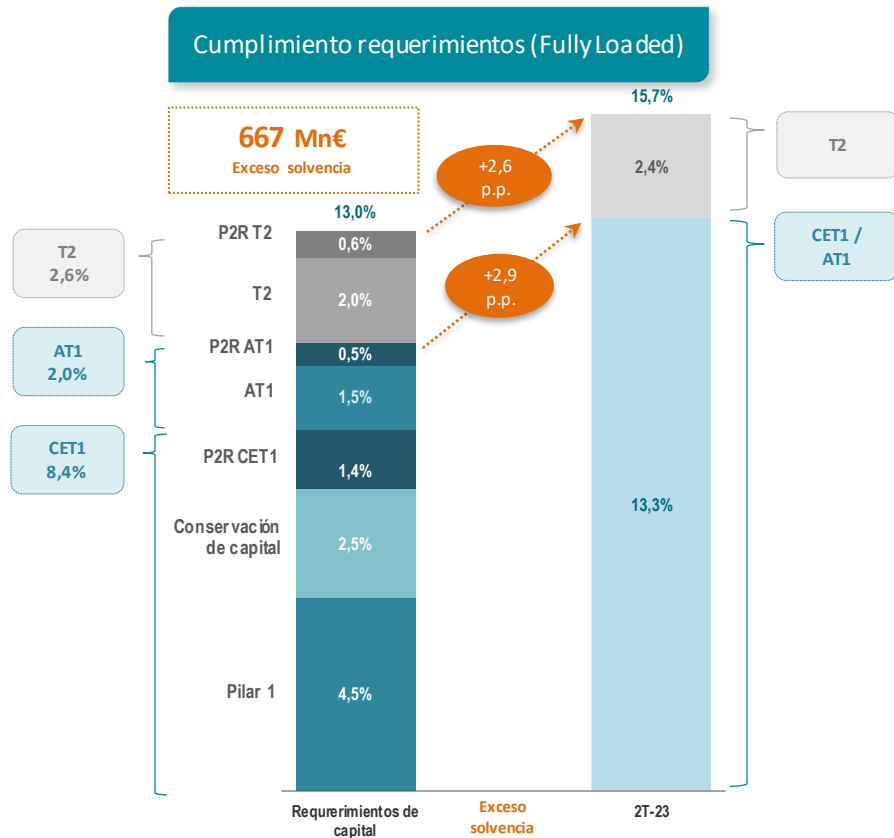 Cumplimiento requerimientos (Fully Loaded)
667 Mn€
Exceso solvencia
15,7%
T2
2,4%
+2,6
p.p.
13,0%
P2R T2
0,6%
T2
2,6%
CET1 /
AT1
+2,9
p.p.
T2
2,0%
P2R AT1
0,5%
AT1
2,0%
AT1
1,5%
CET1
8,4%
P2R CET1
1,4%
13,3%
Conservación
de capital
2,5%
Pilar 1
4,5%
Requrerimientos de
capital
Exceso
solvencia
2T-23